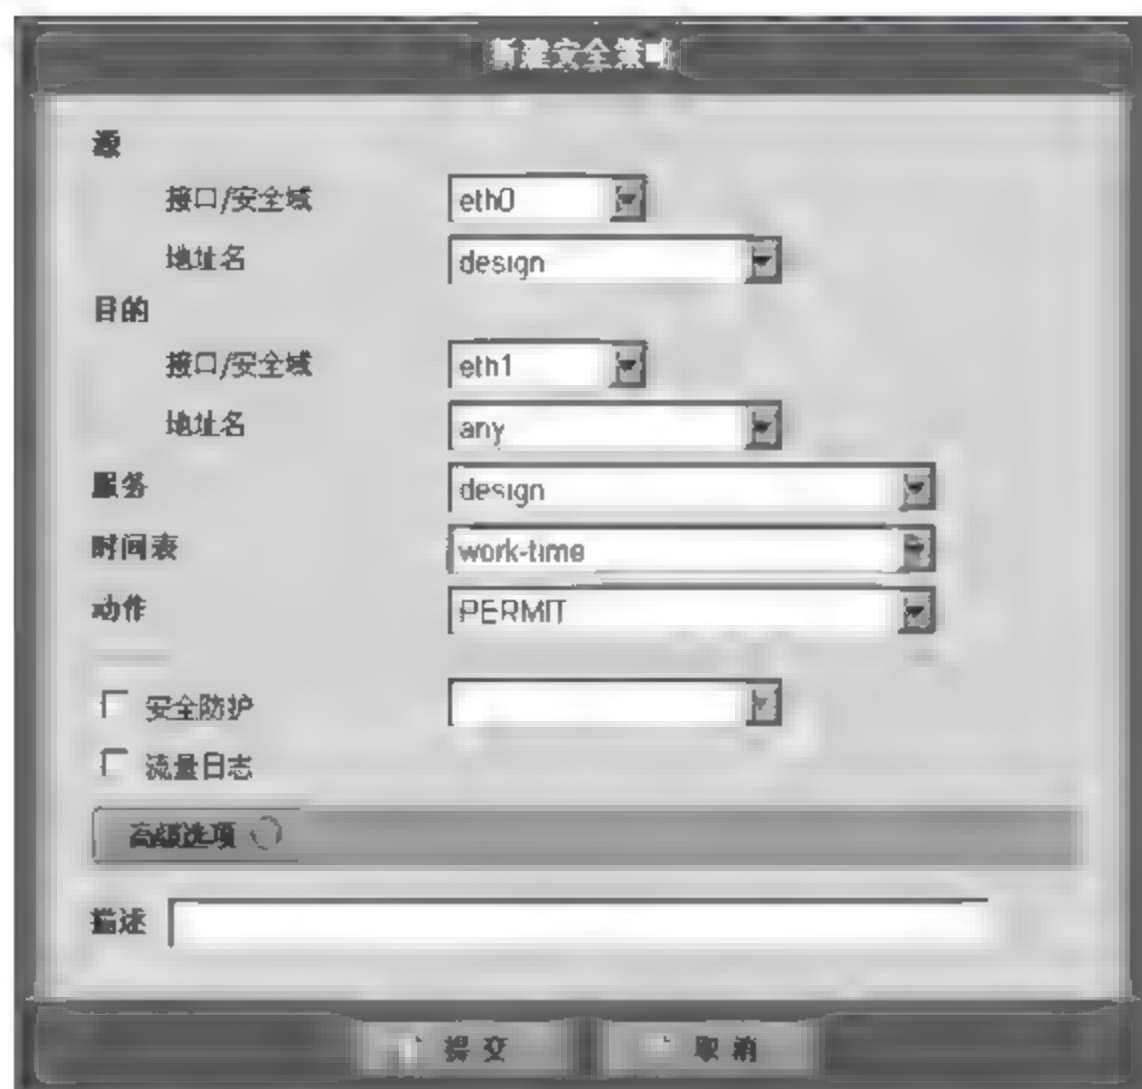 新建安全策略
源
接口/安全域 eth0
地址名 design
目的
接口/安全域 eth1
地址名 any
服务 design
时间表 work-time
动作 PERMIT
安全防护
流量日志
高级选项
描述
提交 取消